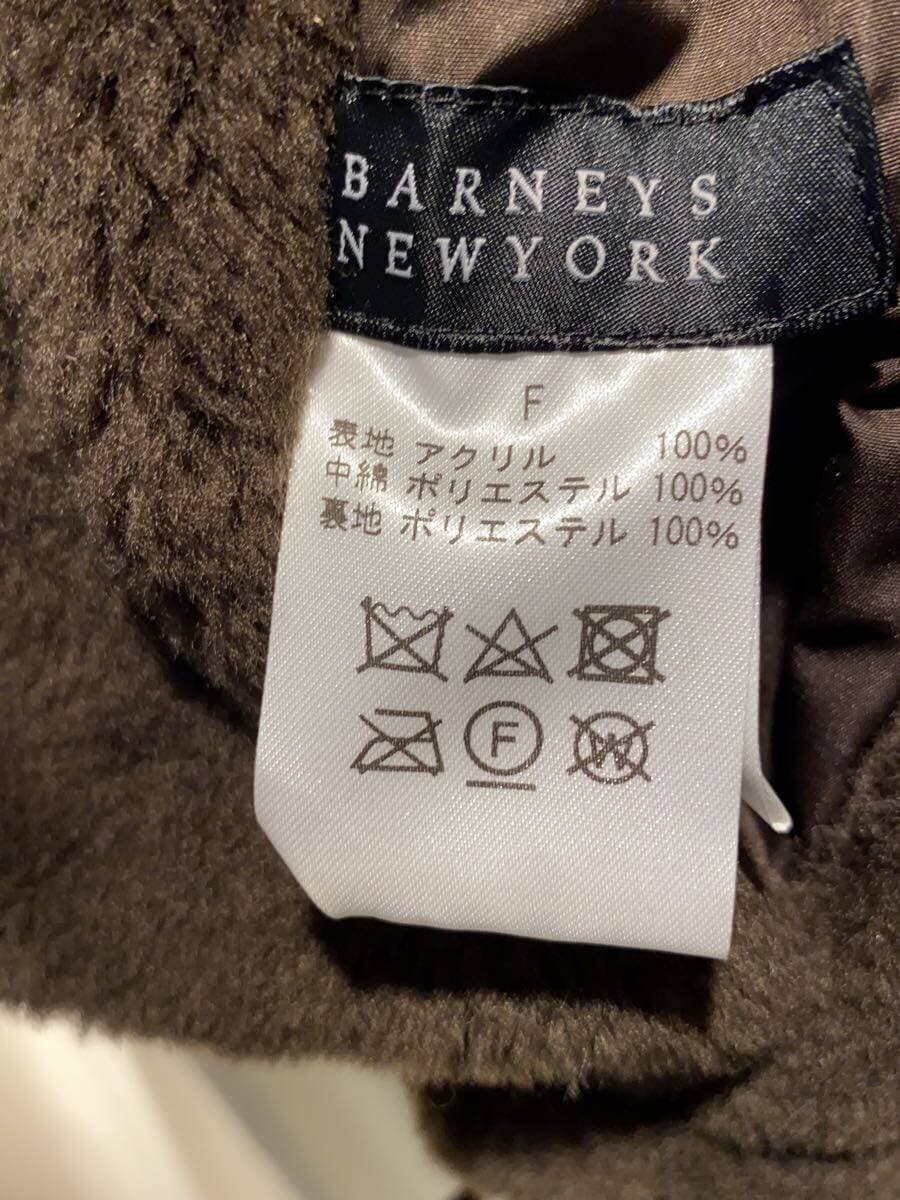 BARNEYS
NEWYORK
F
表地 アクリル 100%
中綿 ポリエステル 100%
裏地 ポリエステル 100%
F
W